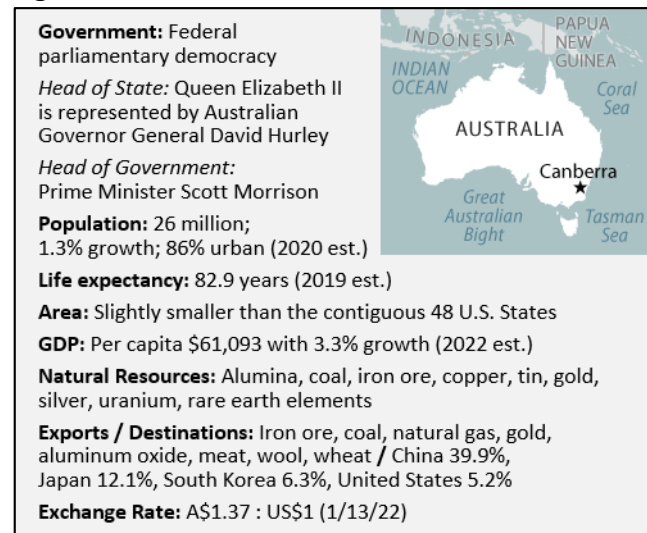 Government: Federal
parliamentary democracy
Head of State: Queen Elizabeth II
is represented by Australian
Governor General David Hurley
Head of Government:
Prime Minister Scott Morrison
Population: 26 million;
1.3% growth; 86% urban (2020 est.)
Life expectancy: 82.9 years (2019 est.)
Area: Slightly smaller than the contiguous 48 U.S. States
GDP: Per capita $61,093 with 3.3% growth (2022 est.)
Natural Resources: Alumina, coal, iron ore, copper, tin, gold,
silver, uranium, rare earth elements
Exports / Destinations: Iron ore, coal, natural gas, gold,
aluminum oxide, meat, wool, wheat / China 39.9%,
Japan 12.1%, South Korea 6.3%, United States 5.2%
Exchange Rate: A$1.37 : US$1 (1/13/22)
INDONESIA
PAPUA
NEW
GUINEA
INDIAN
OCEAN
Coral
Sea
AUSTRALIA
Canberra
Great
Australian
Bight
Tasman
Sea